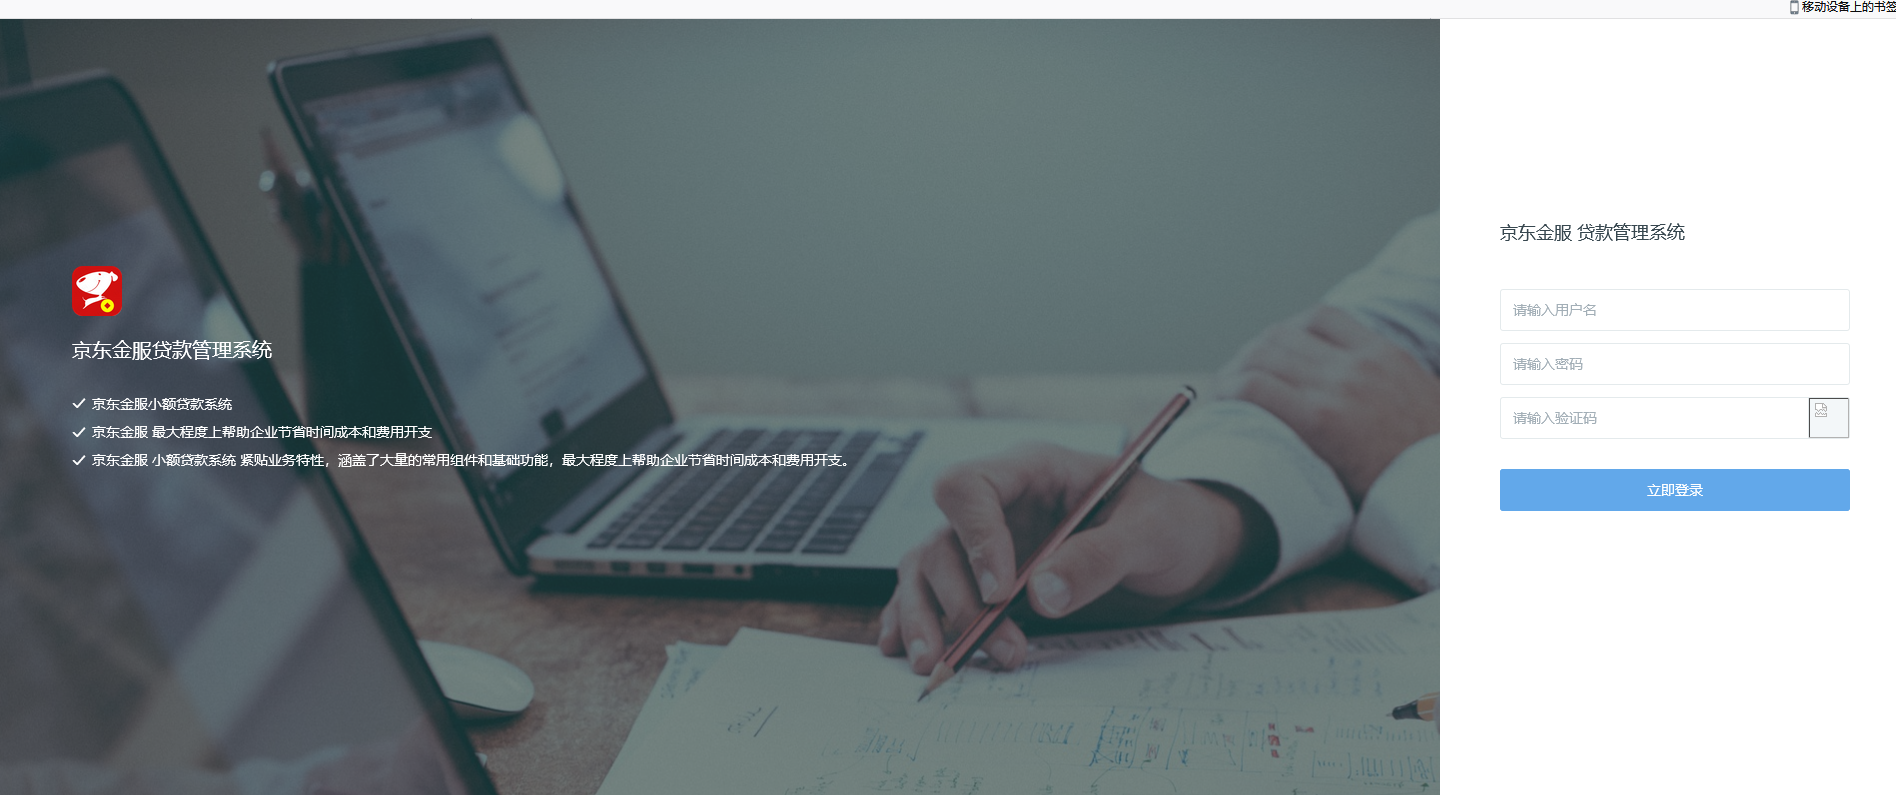 移动设备上的书签
京东金服贷款管理系统
京东金服小额贷款系统
京东金服 最大程度上帮助企业节省时间成本和费用开支
京东金服 小额贷款系统 紧贴业务特性，涵盖了大量的常用组件和基础功能，最大程度上帮助企业节省时间成本和费用开支。
京东金服 贷款管理系统
请输入用户名
请输入密码
请输入验证码
立即登录